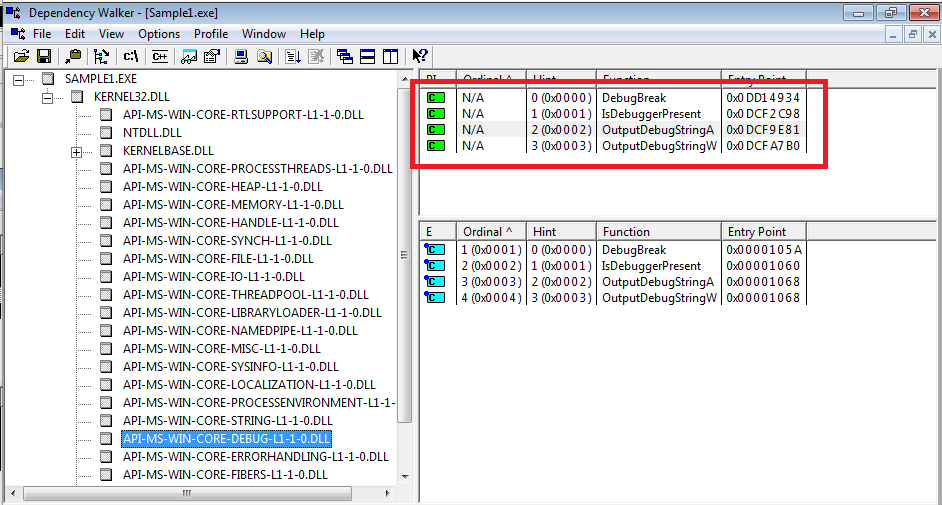 Dependency Walker - [Sample1.exe]
File Edit View Options Profile Window Help
c:\ C++
SAMPLE1.EXE
KERNEL32.DLL
API-MS-WIN-CORE-RTLSUPPORT-L1-1-0.DLL
NTDLL.DLL
KERNELBASE.DLL
API-MS-WIN-CORE-PROCESSTHREADS-L1-1-0.DLL
API-MS-WIN-CORE-HEAP-L1-1-0.DLL
API-MS-WIN-CORE-MEMORY-L1-1-0.DLL
API-MS-WIN-CORE-HANDLE-L1-1-0.DLL
API-MS-WIN-CORE-SYNCH-L1-1-0.DLL
API-MS-WIN-CORE-FILE-L1-1-0.DLL
API-MS-WIN-CORE-IO-L1-1-0.DLL
API-MS-WIN-CORE-THREADPOOL-L1-1-0.DLL
API-MS-WIN-CORE-LIBRARYLOADER-L1-1-0.DLL
API-MS-WIN-CORE-NAMEDPIPE-L1-1-0.DLL
API-MS-WIN-CORE-MISC-L1-1-0.DLL
API-MS-WIN-CORE-SYSINFO-L1-1-0.DLL
API-MS-WIN-CORE-LOCALIZATION-L1-1-0.DLL
API-MS-WIN-CORE-PROCESSENVIRONMENT-L1-1-
API-MS-WIN-CORE-STRING-L1-1-0.DLL
API-MS-WIN-CORE-DEBUG-L1-1-0.DLL
API-MS-WIN-CORE-ERRORHANDLING-L1-1-0.DLL
API-MS-WIN-CORE-FIBERS-L1-1-0.DLL
PI Ordinal ^ Hint Function Entry Point
C N/A 0 (0x0000) DebugBreak 0x0DD14934
C N/A 1 (0x0001) IsDebuggerPresent 0x0DCF2C98
C N/A 2 (0x0002) OutputDebugStringA 0x0DCF9E81
C N/A 3 (0x0003) OutputDebugStringW 0x0DCFA7B0
E Ordinal ^ Hint Function Entry Point
C 1 (0x0001) 0 (0x0000) DebugBreak 0x0000105A
C 2 (0x0002) 1 (0x0001) IsDebuggerPresent 0x00001060
C 3 (0x0003) 2 (0x0002) OutputDebugStringA 0x00001068
C 4 (0x0004) 3 (0x0003) OutputDebugStringW 0x00001068